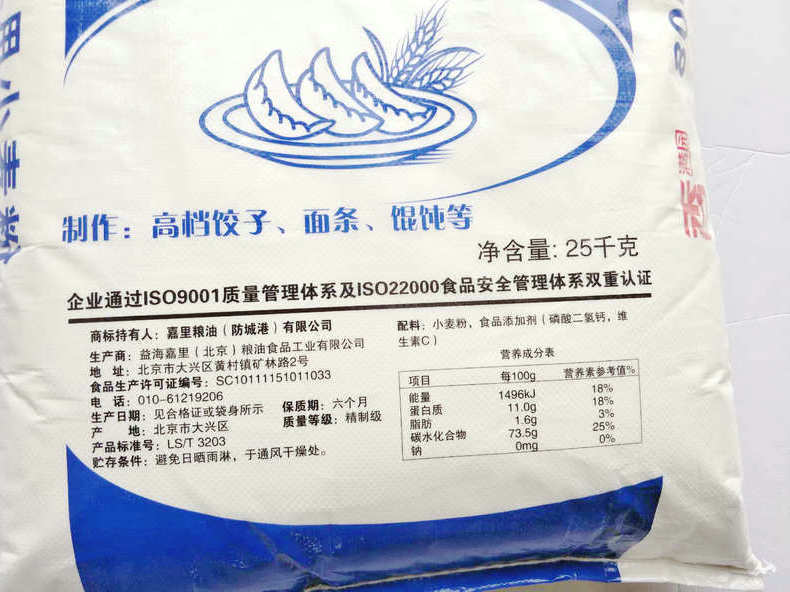 用小麦粉
制作：高档饺子、面条、馄饨等
净含量: 25千克
企业通过ISO9001质量管理体系及ISO22000食品安全管理体系双重认证
商标持有人：嘉里粮油（防城港）有限公司
生产商：益海嘉里（北京）粮油食品工业有限公司
地　址：北京市大兴区黄村镇矿林路2号
食品生产许可证编号：SC10111151011033
电　话：010-61219206
生产日期：见合格证或袋身所示　保质期：六个月
产　地：北京市大兴区　质量等级：精制级
产品标准号：LS/T 3203
贮存条件：避免日晒雨淋，于通风干燥处。
配料：小麦粉，食品添加剂（磷酸二氢钙，维
生素C）
营养成分表
项目　每100g　营养素参考值%
能量　1496kJ　18%
蛋白质　11.0g　18%
脂肪　1.6g　3%
碳水化合物　73.5g　25%
钠　0mg　0%